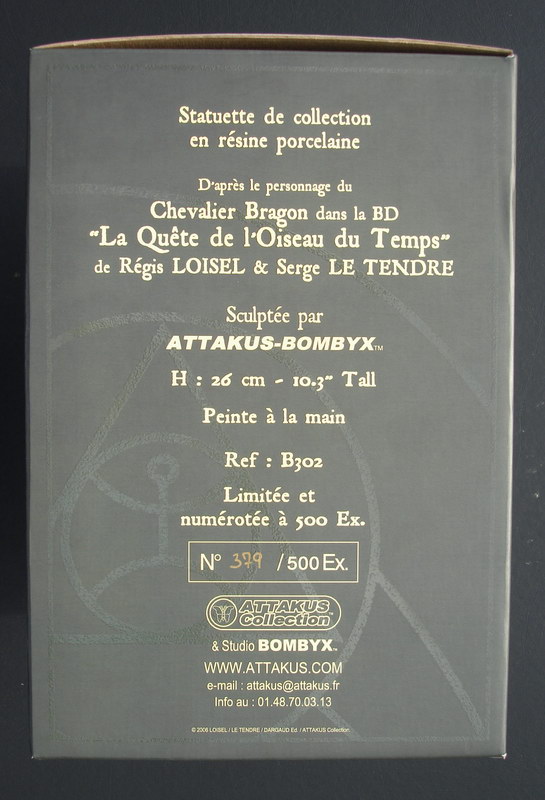 Statuette de collection
en résine porcelaine
D'après le personnage du
Chevalier Bragon dans la BD
"La Quête de l'Oiseau du Temps"
de Régis LOISEL & Serge LE TENDRE
Sculptée par
ATTAKUS-BOMBYX™
H : 26 cm - 10.3" Tall
Peinte à la main
Ref : B302
Limitée et
numérotée à 500 Ex.
N° 379 / 500 Ex.
ATTAKUS
Collection™
& Studio BOMBYX™
WWW.ATTAKUS.COM
e-mail : attakus@attakus.fr
Info au : 01.48.70.03.13
© 2008 LOISEL / LE TENDRE / DARGAUD Ed. / ATTAKUS Collection